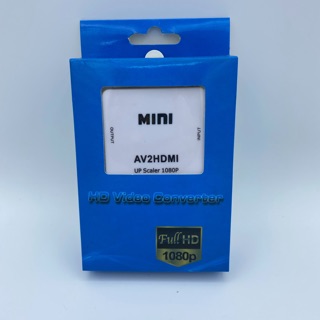 MINI
OUTPUT
INPUT
AV2HDMI
UP Scaler 1080P
HD Video Converter
Full HD
1080p